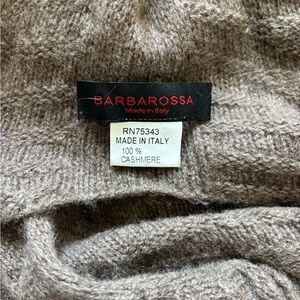 BARBAROSSA
Made in Italy
RN75343
MADE IN ITALY
100 %
CASHMERE